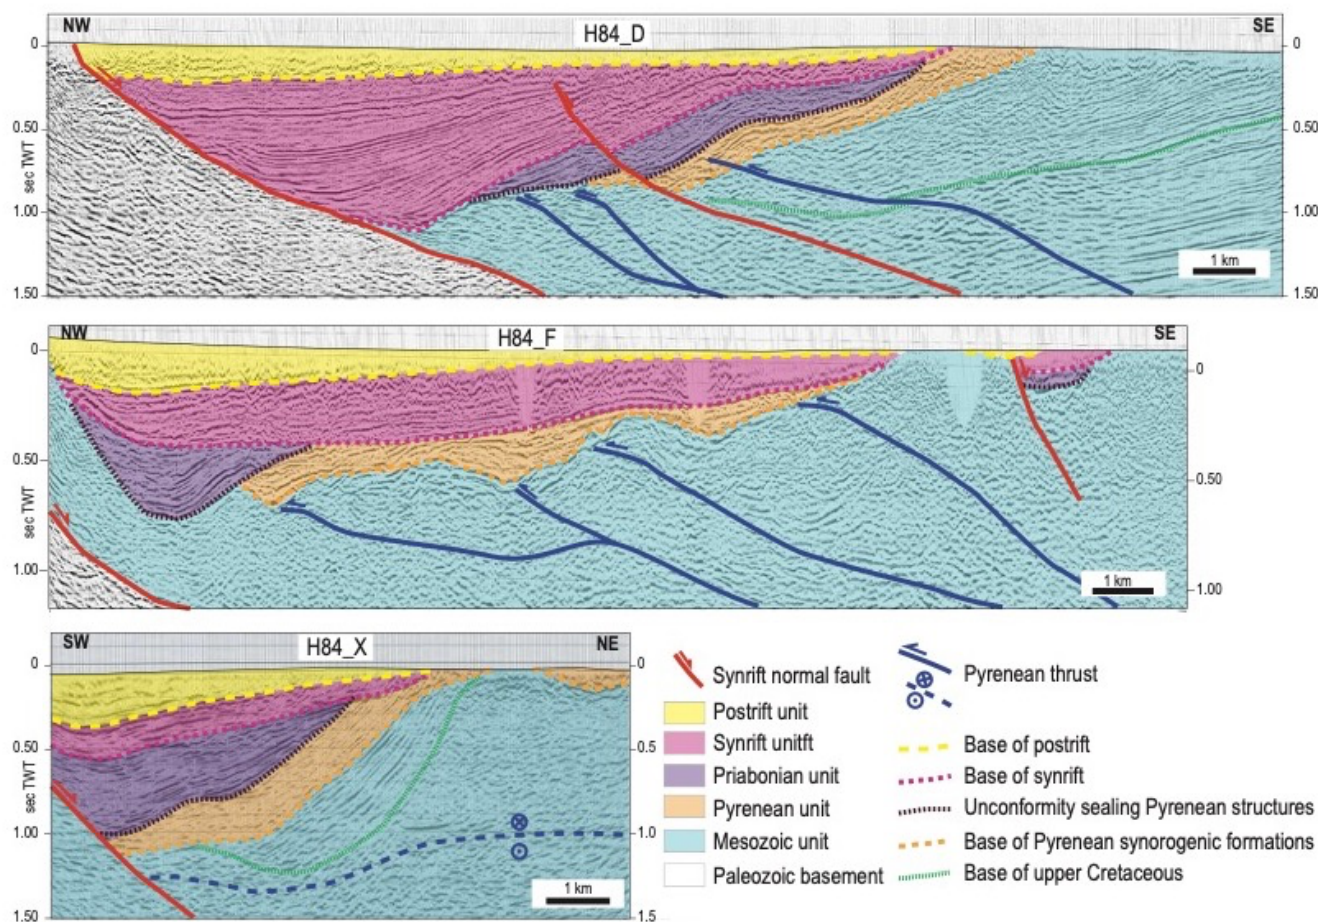 NW H84_D SE
0 0
0.50 0.50
sec TWT
1.00 1.00
1 km
1.50 1.50
NW H84_F SE
0 0
0.50 0.50
sec TWT
1.00 1.00
1 km
SW H84_X NE
0 0
0.50 0.5
sec TWT
1.00 1.0
1 km
1.50 1.5
Synrift normal fault
Postrift unit
Synrift unitft
Priabonian unit
Pyrenean unit
Mesozoic unit
Paleozoic basement
Pyrenean thrust
Base of postrift
Base of synrift
Unconformity sealing Pyrenean structures
Base of Pyrenean synorogenic formations
Base of upper Cretaceous